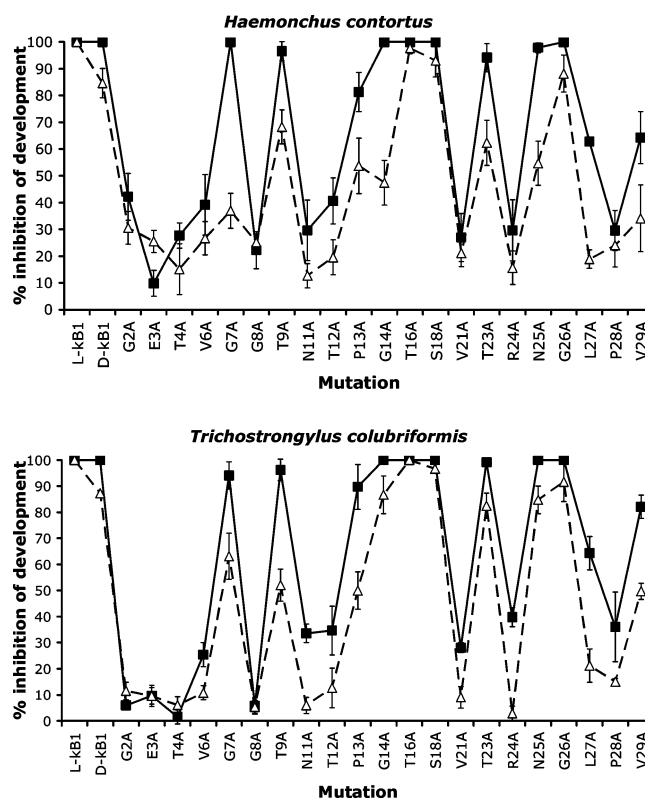 Haemonchus contortus
% inhibition of development
100
90
80
70
60
50
40
30
20
10
0
L-kB1
D-kB1
G2A
E3A
T4A
V6A
G7A
G8A
T9A
N11A
T12A
P13A
G14A
T16A
S18A
V21A
T23A
R24A
N25A
G26A
L27A
P28A
V29A
Mutation
Trichostrongylus colubriformis
% inhibition of development
100
90
80
70
60
50
40
30
20
10
0
L-kB1
D-kB1
G2A
E3A
T4A
V6A
G7A
G8A
T9A
N11A
T12A
P13A
G14A
T16A
S18A
V21A
T23A
R24A
N25A
G26A
L27A
P28A
V29A
Mutation